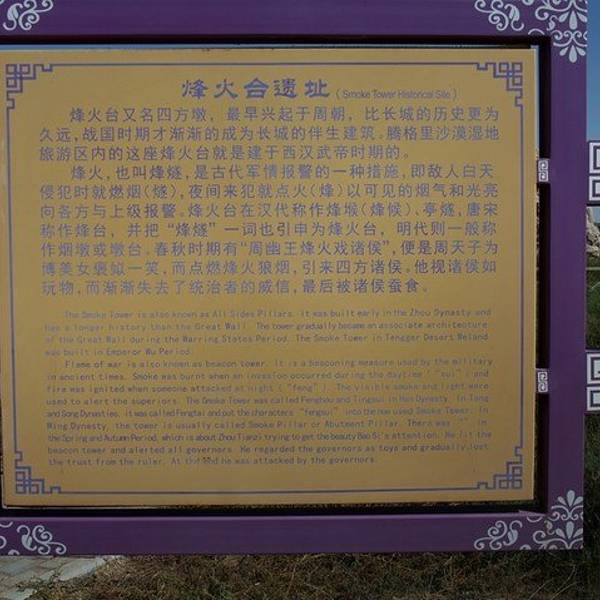 烽火台遗址(Smoke Tower Historical Site)
烽火台又名四方墩，最早兴起于周朝，比长城的历史更为
久远，战国时期才渐渐的成为长城的伴生建筑。腾格里沙漠湿地
旅游区内的这座烽火台就是建于西汉武帝时期的。
烽火，也叫烽燧，是古代军情报警的一种措施，即敌人白天
侵犯时就燃烟(燧)，夜间来犯就点火(烽)以可见的烟气和光亮
向各方与上级报警。烽火台在汉代称作烽堠(烽候)、亭燧，唐宋
称作烽台，并把“烽燧”一词也引申为烽火台，明代则一般称
作烟墩或墩台。春秋时期有“周幽王烽火戏诸侯”，便是周天子为
博美女褒姒一笑，而点燃烽火狼烟，引来四方诸侯。他视诸侯如
玩物，而渐渐失去了统治者的威信，最后被诸侯蚕食。
The Smoke Tower is also known as All Sides Pillars. It was built early in the Zhou Dynasty and
has a longer history than the Great Wall. The tower gradually became an associate architecture
of the Great Wall during the Warring States Period. The Smoke Tower in Tengger Desert Weland
was built in Emperor Wu Period.
Flame of war is also known as beacon tower. It is a beaconing measure used by the military
in ancient times. Smoke was burnt when an invasion occurred during the daytime ("sui") and
fire was ignited when someone attacked at night ("feng"). The visible smoke and light were
used to alert the superiors. The Smoke Tower was called Fenghou and Tingsui in Han Dynasty. In Tang
and Song Dynasties, it was called Fengtai and put the characters "fengsui" into the now used Smoke Tower. In
Ming Dynasty, the tower is usually called Smoke Pillar or Abutment Pillar. There was "" in
the Spring and Autumn Period, which is about Zhou Tianzi trying to get the beauty Bao Si's attention. He lit the
beacon tower and alerted all governors. He regarded the governors as toys and gradually lost
the trust from the ruler. At the end he was attacked by the governors.